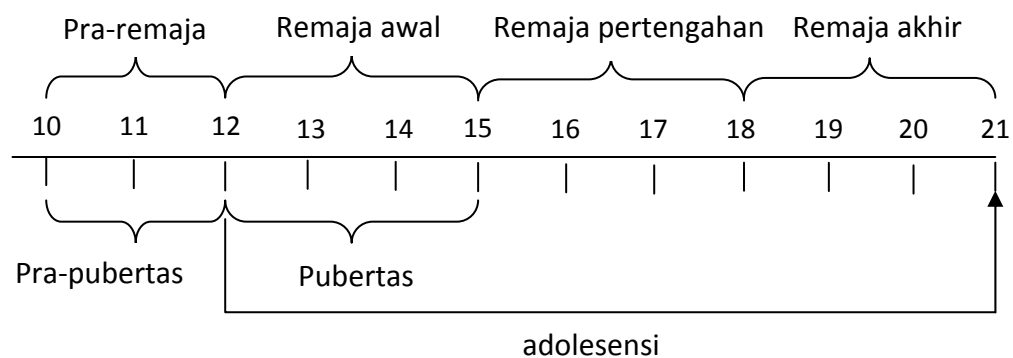 Pra-remaja Remaja awal Remaja pertengahan Remaja akhir
10 11 12 13 14 15 16 17 18 19 20 21
Pra-pubertas Pubertas
adolesensi